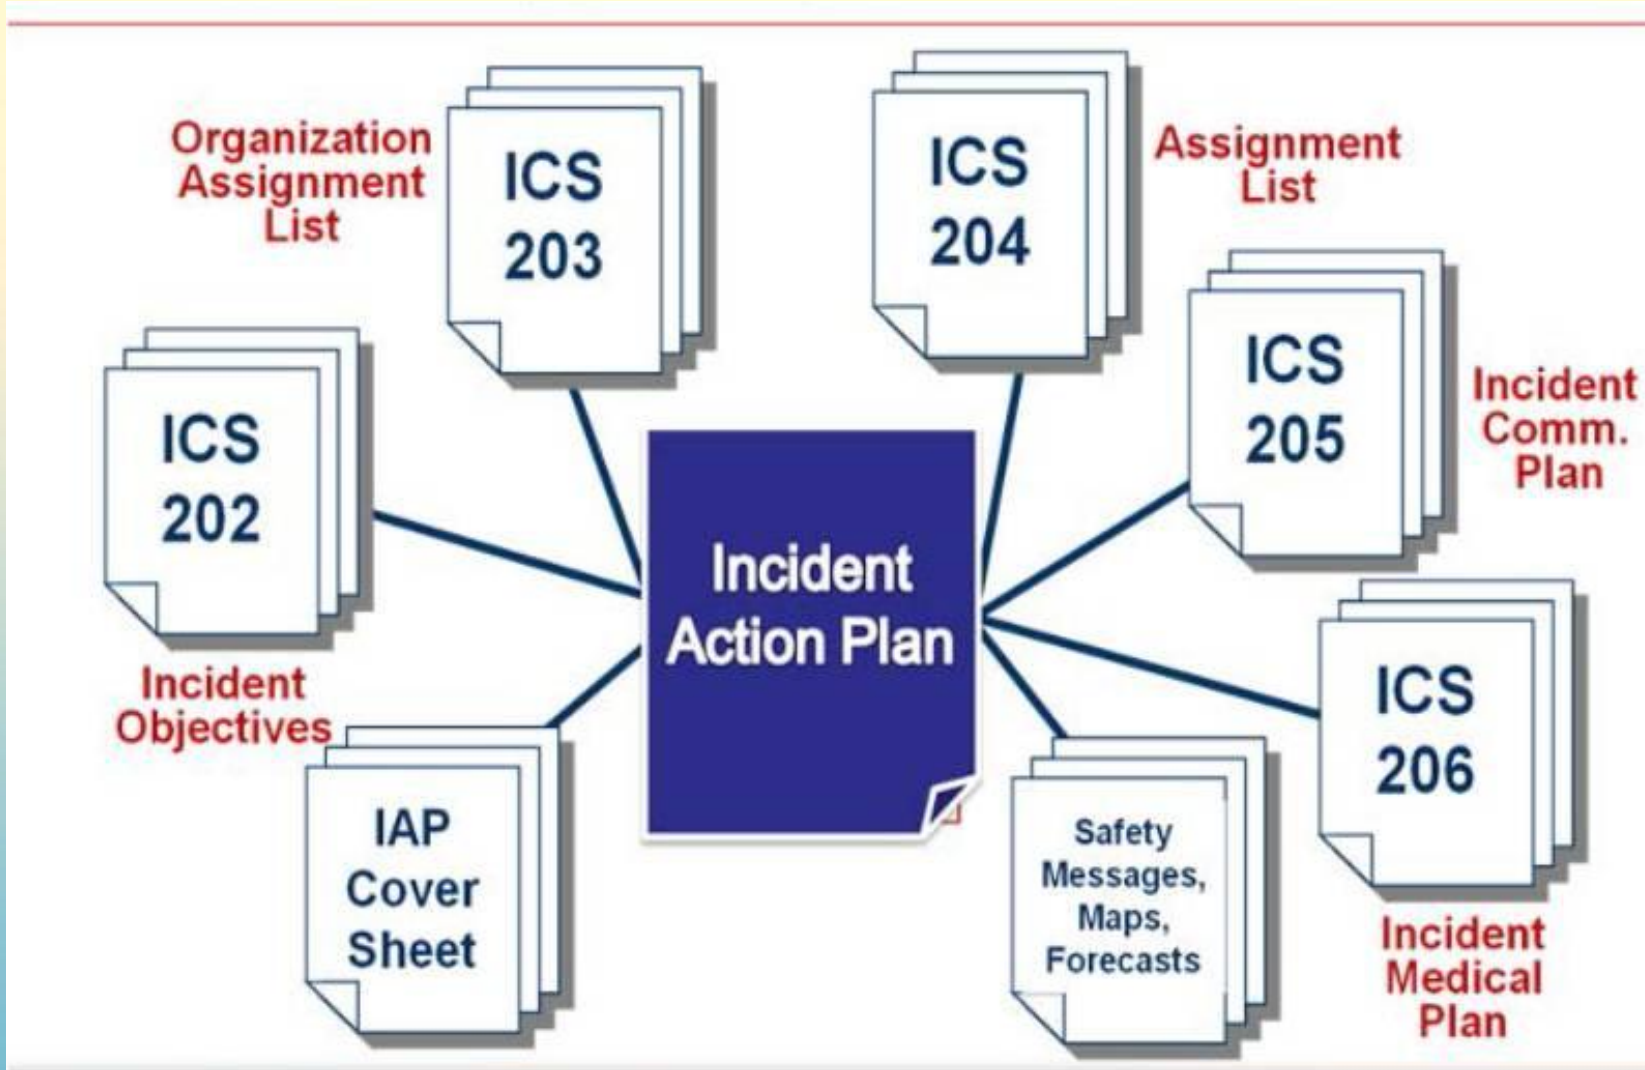 Organization
Assignment
List
ICS
203
ICS
204
Assignment
List
ICS
202
Incident
Objectives
ICS
205
Incident
Comm.
Plan
Incident
Action Plan
IAP
Cover
Sheet
Safety
Messages,
Maps,
Forecasts
ICS
206
Incident
Medical
Plan